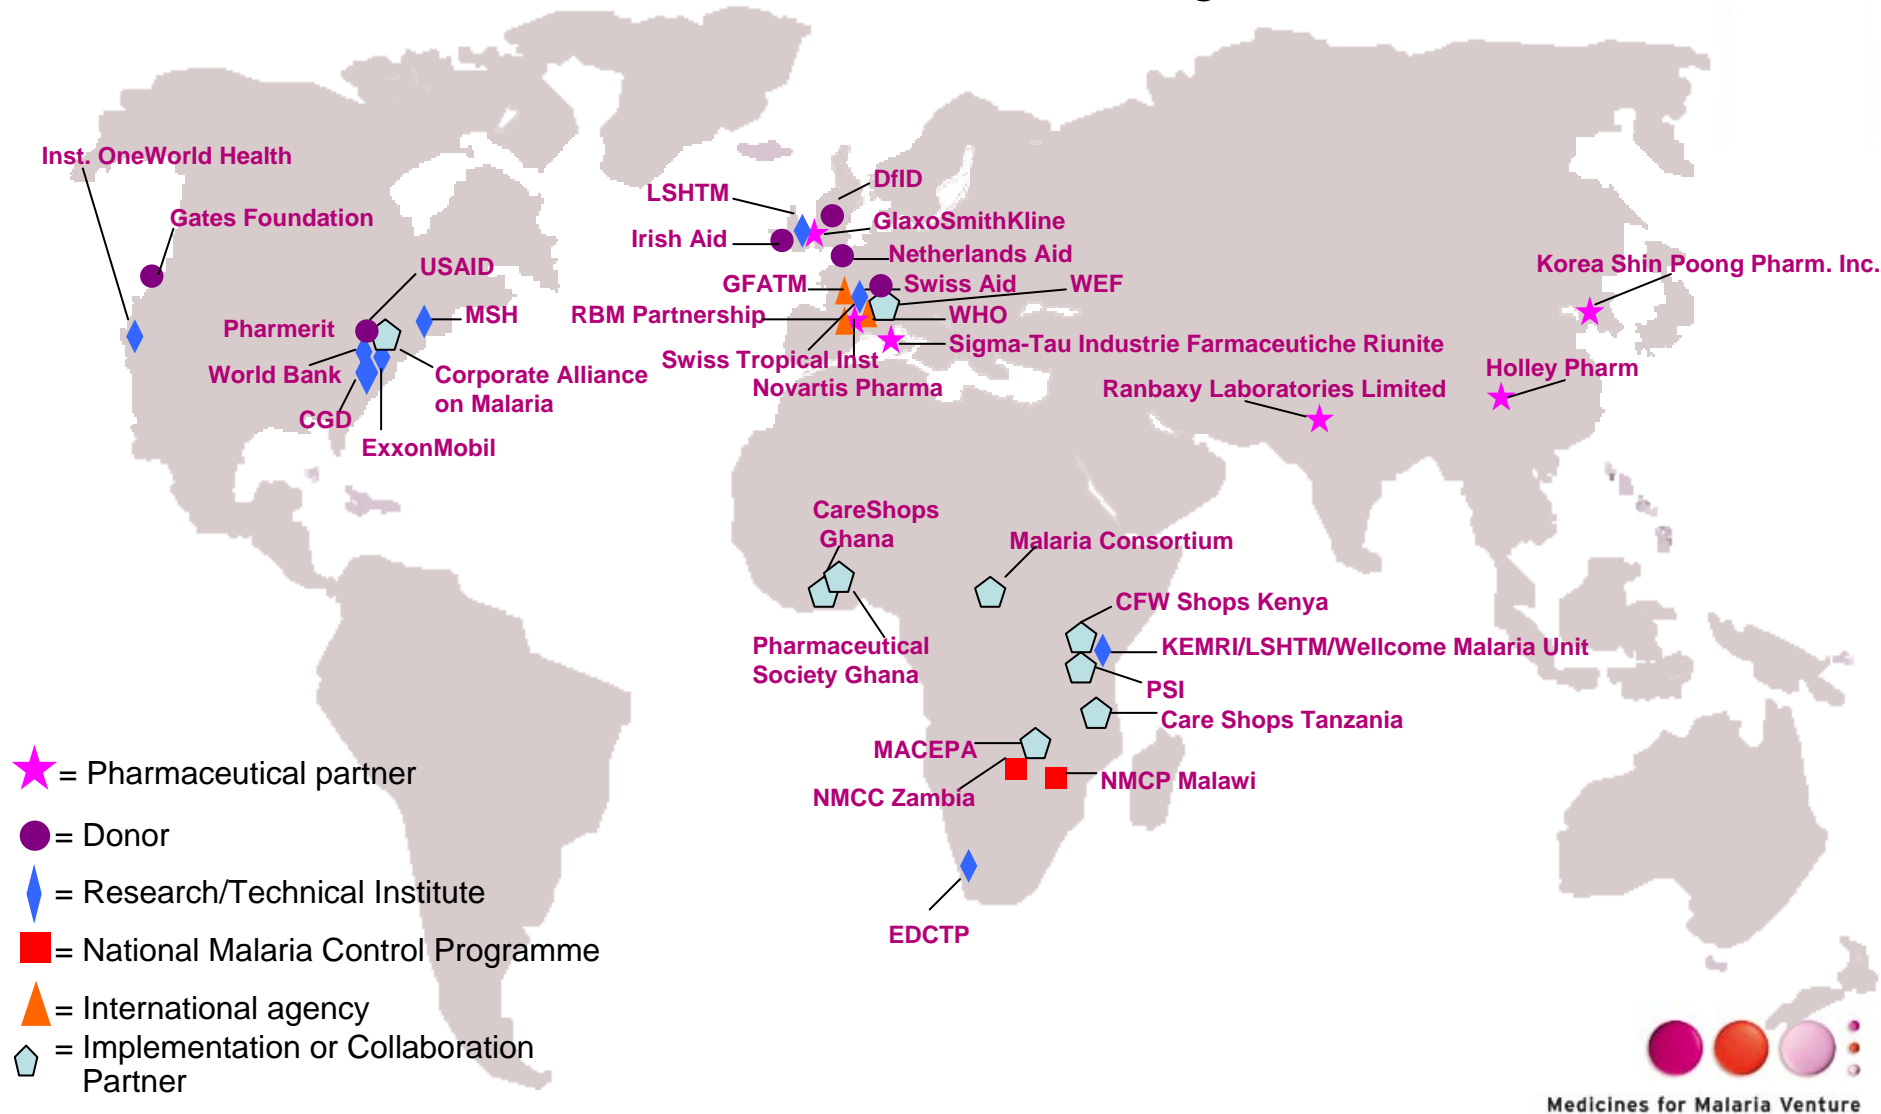 Inst. OneWorld Health
Gates Foundation
USAID
Pharmerit
MSH
World Bank
Corporate Alliance
on Malaria
CGD
ExxonMobil
LSHTM
DfID
GlaxoSmithKline
Irish Aid
Netherlands Aid
GFATM
Swiss Aid
WEF
RBM Partnership
WHO
Swiss Tropical Inst
Sigma-Tau Industrie Farmaceutiche Riunite
Novartis Pharma
Korea Shin Poong Pharm. Inc.
Holley Pharm
Ranbaxy Laboratories Limited
CareShops
Ghana
Malaria Consortium
CFW Shops Kenya
Pharmaceutical
Society Ghana
KEMRI/LSHTM/Wellcome Malaria Unit
PSI
Care Shops Tanzania
MACEPA
NMCC Zambia
NMCP Malawi
EDCTP
= Pharmaceutical partner
= Donor
= Research/Technical Institute
= National Malaria Control Programme
= International agency
= Implementation or Collaboration
Partner
Medicines for Malaria Venture